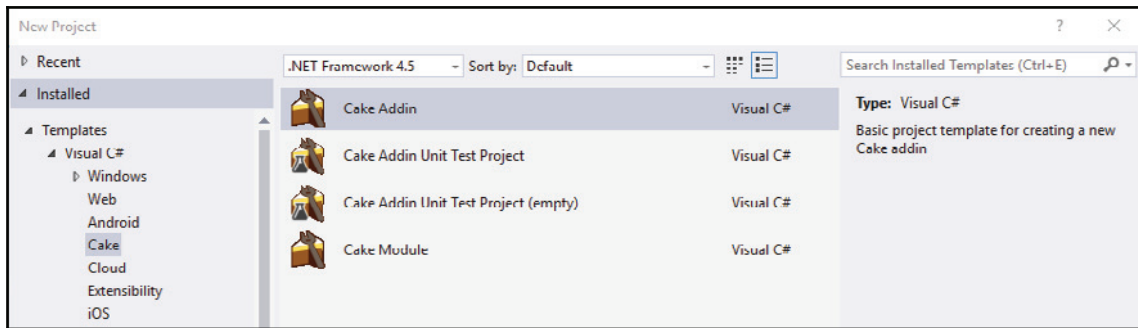 New Project
Recent
Installed
Templates
Visual C#
Windows
Web
Android
Cake
Cloud
Extensibility
iOS
.NET Framework 4.5
Sort by: Default
Cake Addin Visual C#
Cake Addin Unit Test Project Visual C#
Cake Addin Unit Test Project (empty) Visual C#
Cake Module Visual C#
?
Search Installed Templates (Ctrl+E)
Type: Visual C#
Basic project template for creating a new
Cake addin